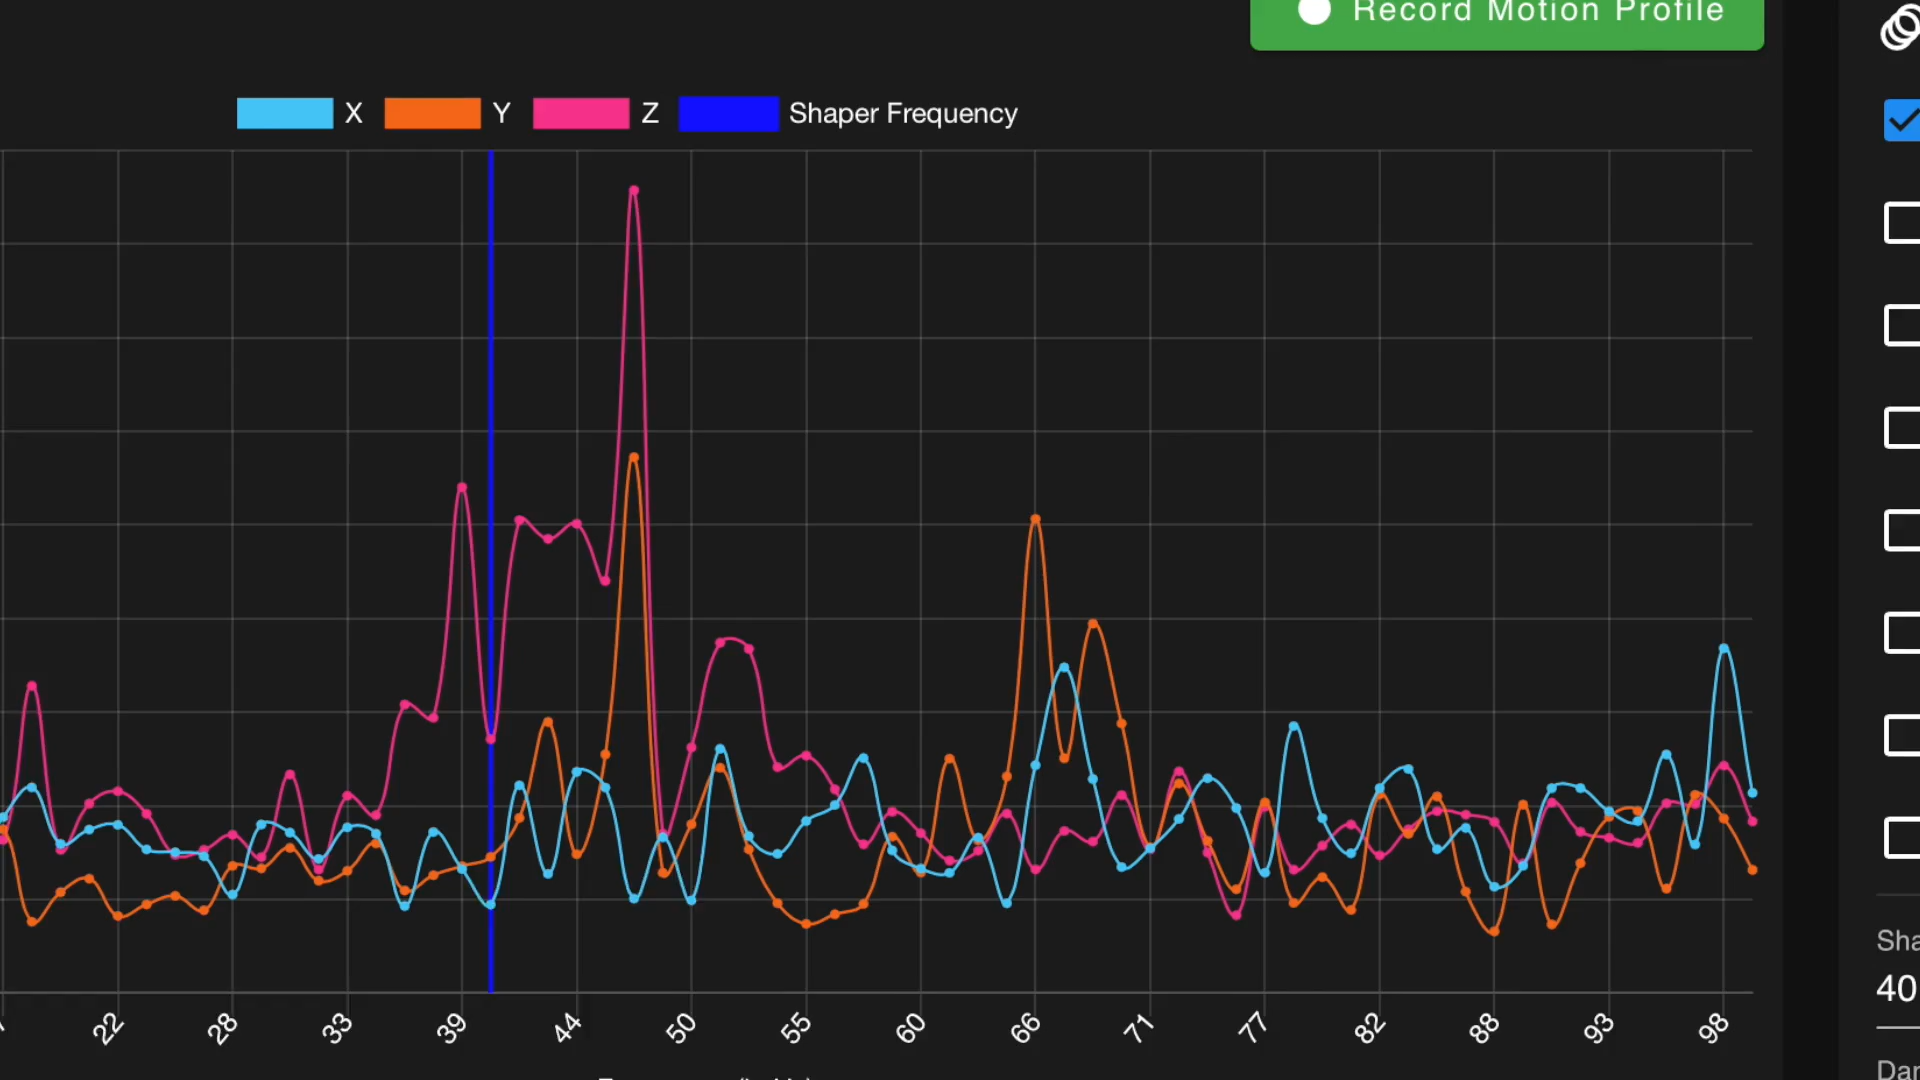 Record Motion Profile
X Y Z Shaper Frequency
22 28 33 39 44 50 55 60 66 71 77 82 88 93 98
Sha
40
Dar